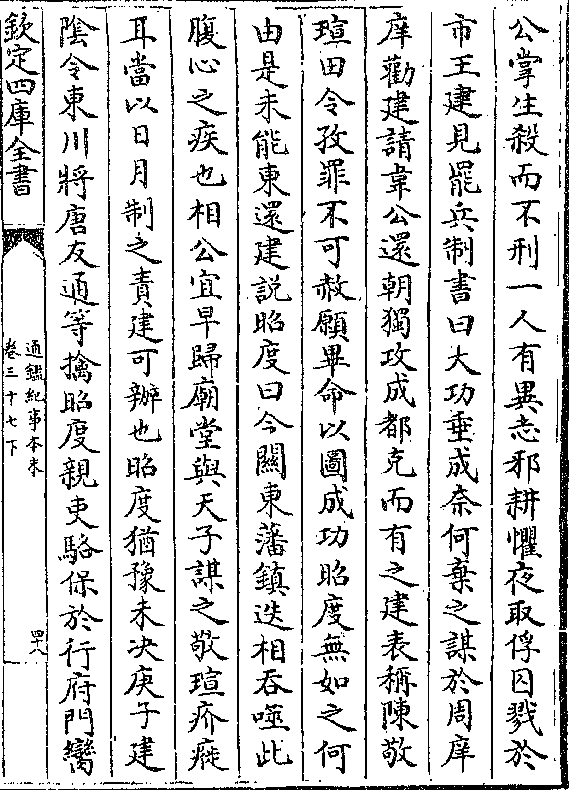 公掌生殺而不刑一人有異志邪耕懼夜取俘囚戮於
市王建見罷兵制書曰大功垂成奈何棄之謀於周庠
庠勸建請韋公還朝獨攻成都克而有之建表稱陳敬
瑄田令孜罪不可赦願畢命以圖成功昭度無如之何
由是未能東還建說昭度曰今關東藩鎮迭相吞噬此
腹心之疾也相公宜早歸廟堂與天子謀之敬瑄疥癬
耳當以日月制之責建可辦也昭度猶豫未決庚子建
陰令東川將唐友通等擒昭度親吏駱保於行府門臠
欽定四庫全書
通鑑紀事本末
卷三十七下
四十八